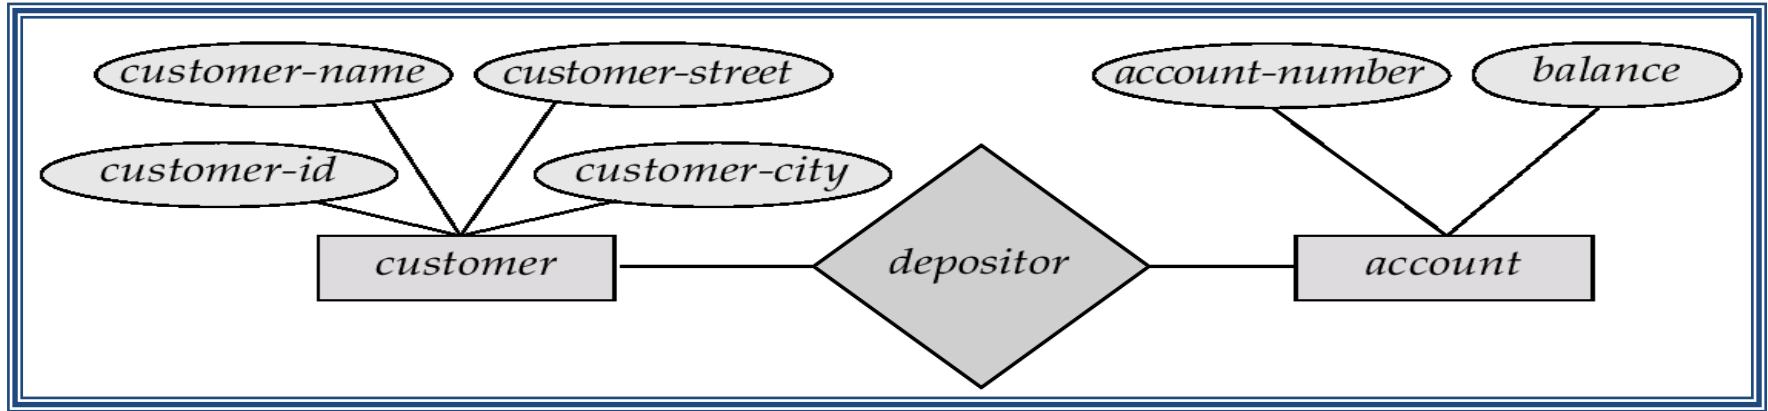 customer-name
customer-street
account-number
balance
customer-id
customer-city
customer
depositor
account